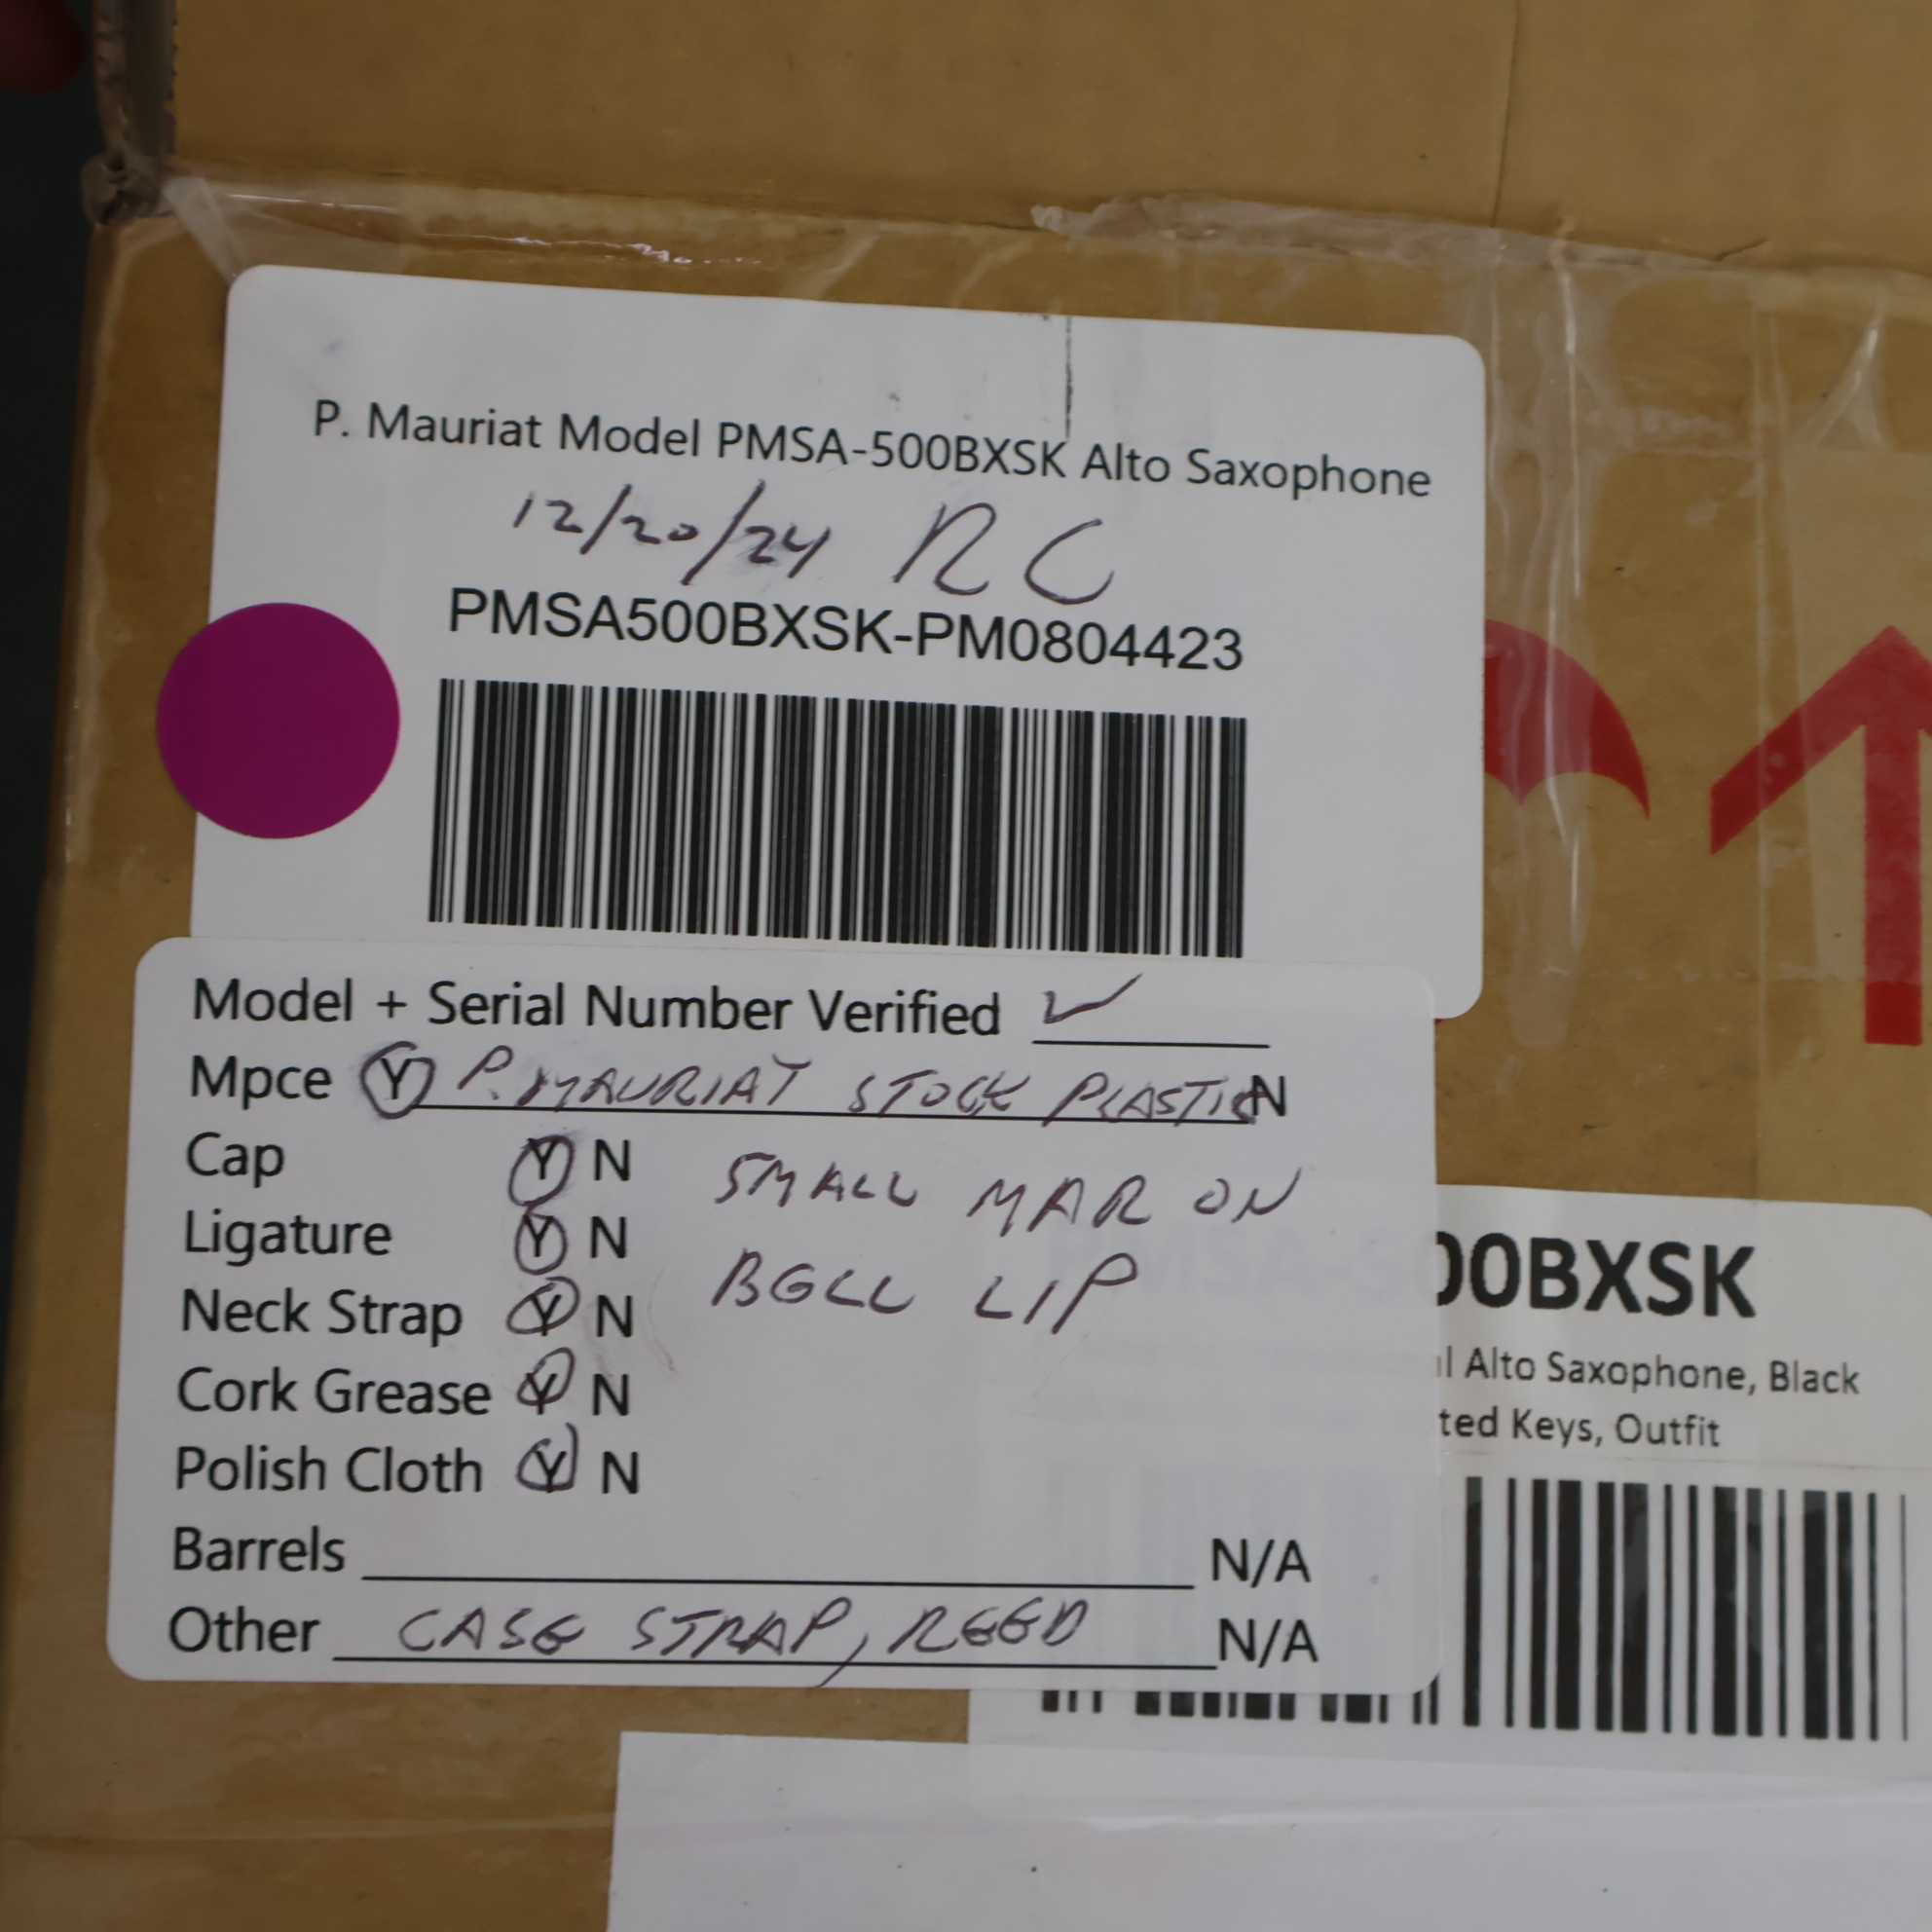 P. Mauriat Model PMSA-500BXSK Alto Saxophone
12/20/24 RC
PMSA500BXSK-PM0804423
Model + Serial Number Verified ✓
Mpce Y P. MAURIAT STOCK PLASTIC N
Cap Y N SMALL MAR ON
Ligature Y N
BELL LIP
Neck Strap Y N
Cork Grease Y N
Polish Cloth Y N
Barrels N/A
Other CASE STRAP, REED N/A
00BXSK
l Alto Saxophone, Black
ted Keys, Outfit